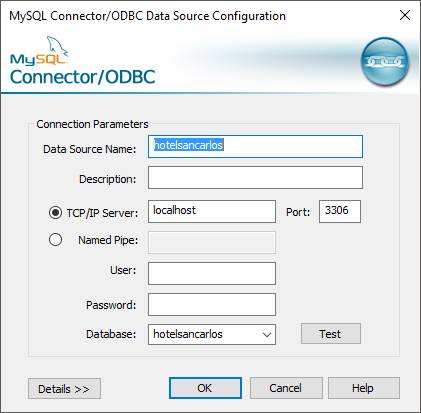 MySQL Connector/ODBC Data Source Configuration
MySQL
Connector/ODBC
Connection Parameters
Data Source Name: hotelsancarlos
Description:
TCP/IP Server: localhost Port: 3306
Named Pipe:
User:
Password:
Database: hotelsancarlos Test
Details >> OK Cancel Help